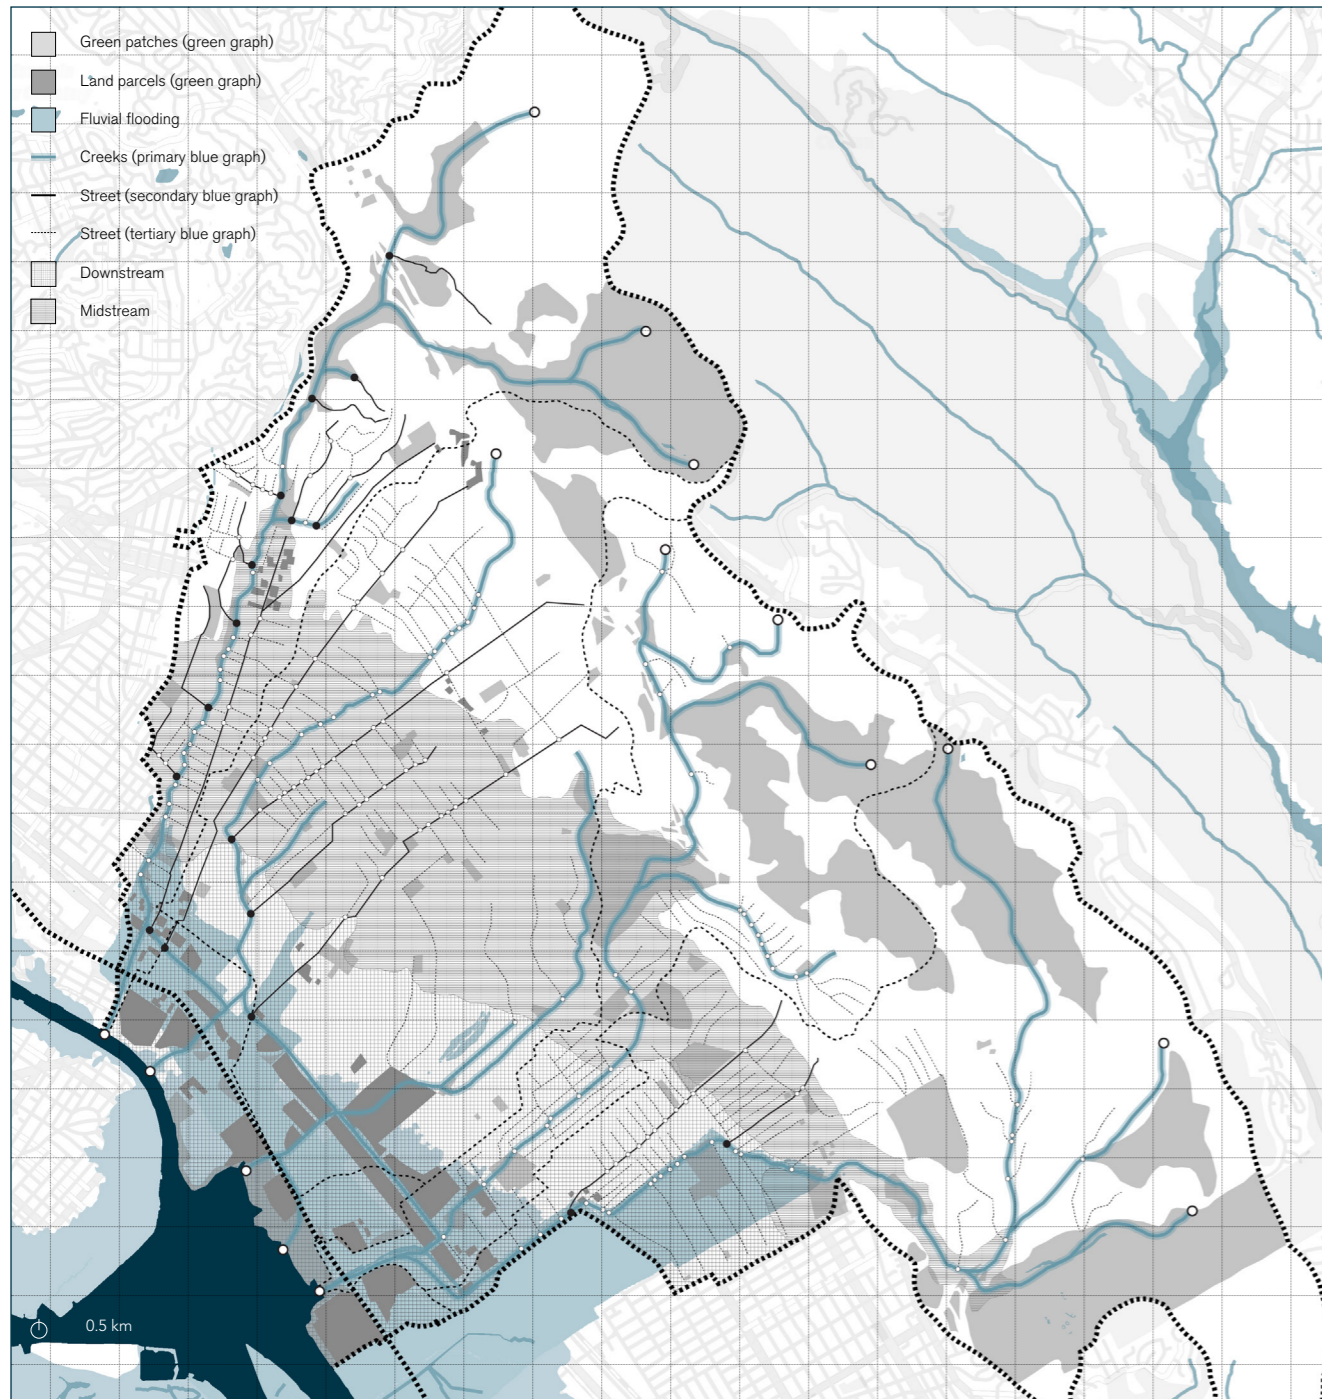 Green patches (green graph)
Land parcels (green graph)
Fluvial flooding
Creeks (primary blue graph)
Street (secondary blue graph)
Street (tertiary blue graph)
Downstream
Midstream
0.5 km